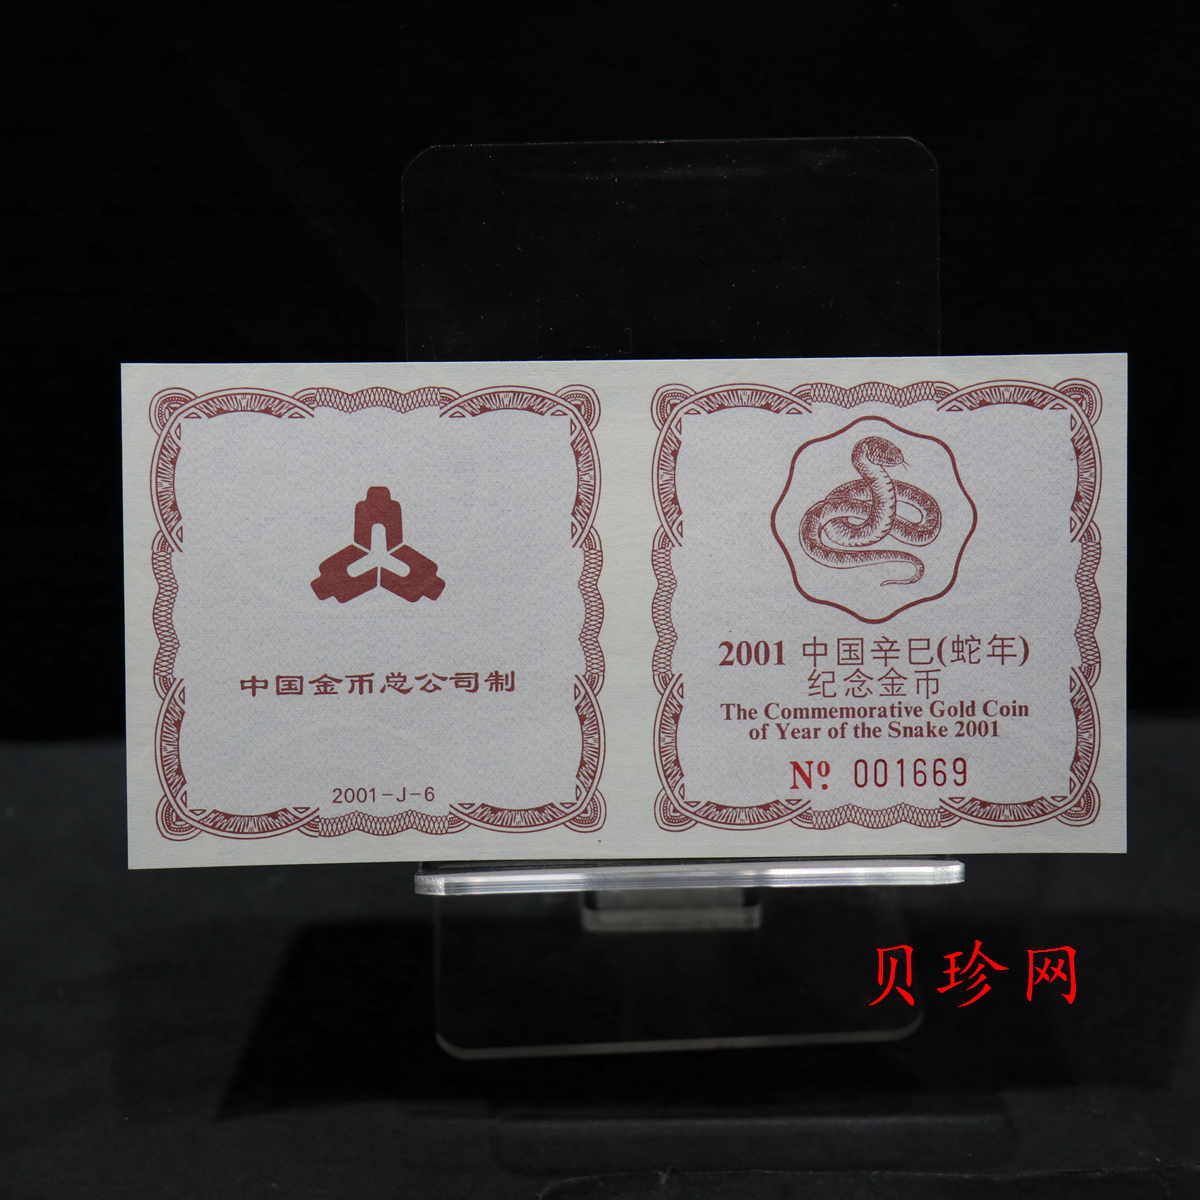 中国金币总公司制
2001-J-6
2001 中国辛巳(蛇年)
纪念金币
The Commemorative Gold Coin
of Year of the Snake 2001
Nº 001669
贝珍网